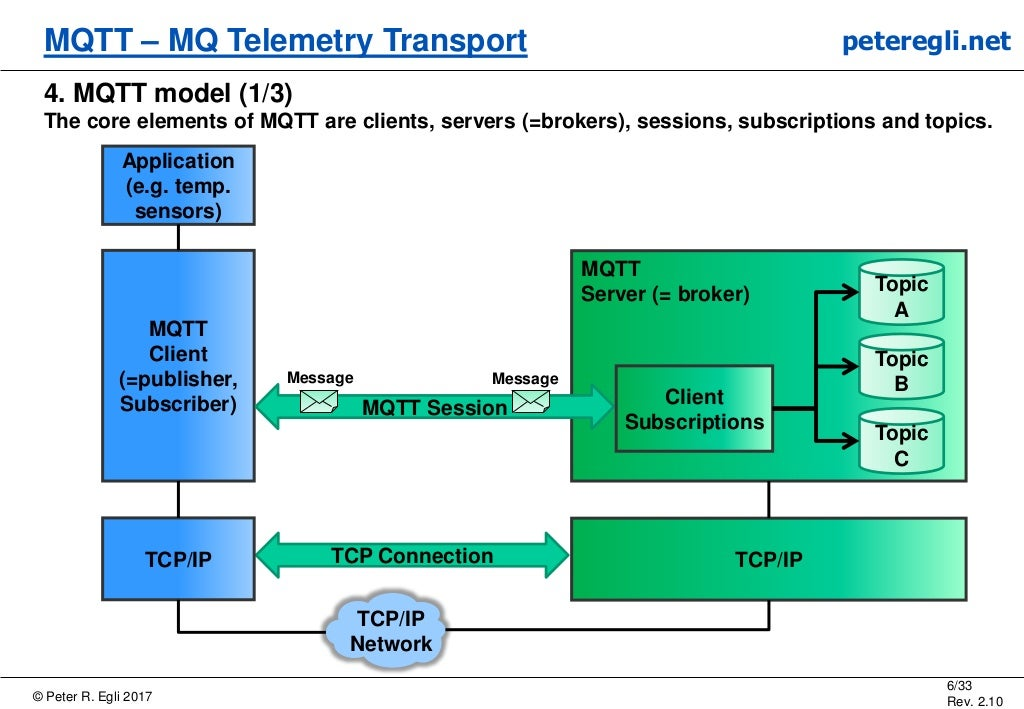 MQTT – MQ Telemetry Transport
peteregli.net
4. MQTT model (1/3)
The core elements of MQTT are clients, servers (=brokers), sessions, subscriptions and topics.
Application
(e.g. temp.
sensors)
MQTT
Client
(=publisher,
Subscriber)
Message
Message
MQTT Session
MQTT
Server (= broker)
Client
Subscriptions
Topic
A
Topic
B
Topic
C
TCP/IP
TCP Connection
TCP/IP
TCP/IP
Network
© Peter R. Egli 2017
6/33
Rev. 2.10